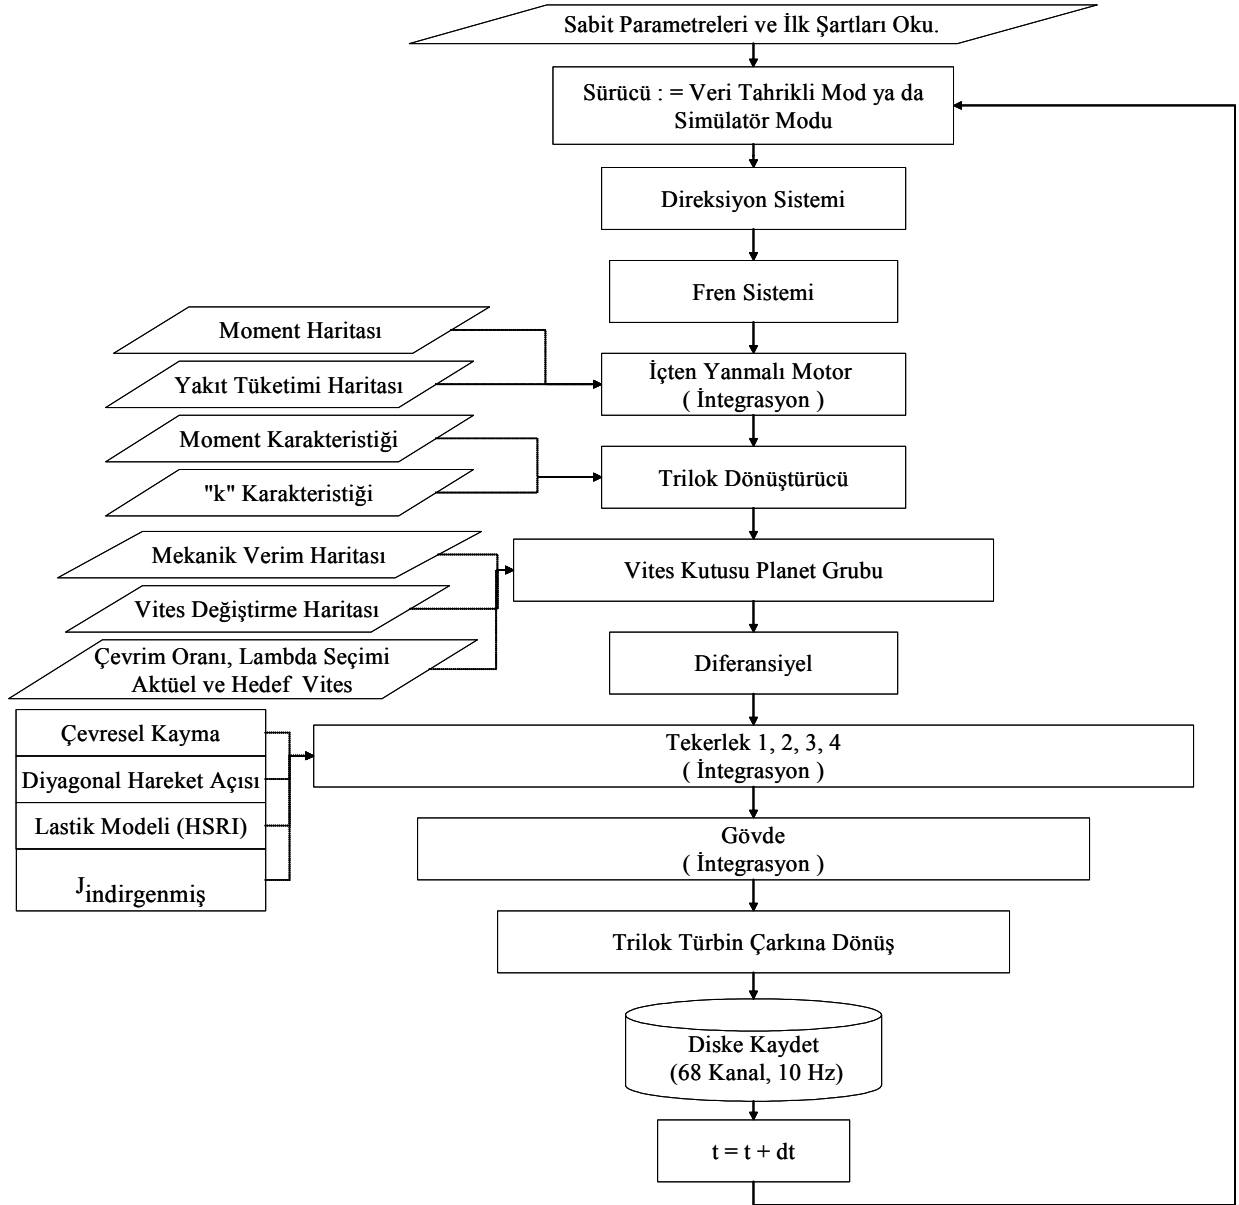 Sabit Parametreleri ve İlk Şartları Oku.
Sürücü : = Veri Tahrikli Mod ya da
Simülatör Modu
Direksiyon Sistemi
Fren Sistemi
Moment Haritası
Yakıt Tüketimi Haritası
İçten Yanmalı Motor
( İntegrasyon )
Moment Karakteristiği
"k" Karakteristiği
Trilok Dönüştürücü
Mekanik Verim Haritası
Vites Değiştirme Haritası
Çevrim Oranı, Lambda Seçimi
Aktüel ve Hedef Vites
Vites Kutusu Planet Grubu
Diferansiyel
Çevresel Kayma
Diyagonal Hareket Açısı
Lastik Modeli (HSRI)
Jindirgenmiş
Tekerlek 1, 2, 3, 4
( İntegrasyon )
Gövde
( İntegrasyon )
Trilok Türbin Çarkına Dönüş
Diske Kaydet
(68 Kanal, 10 Hz)
t = t + dt